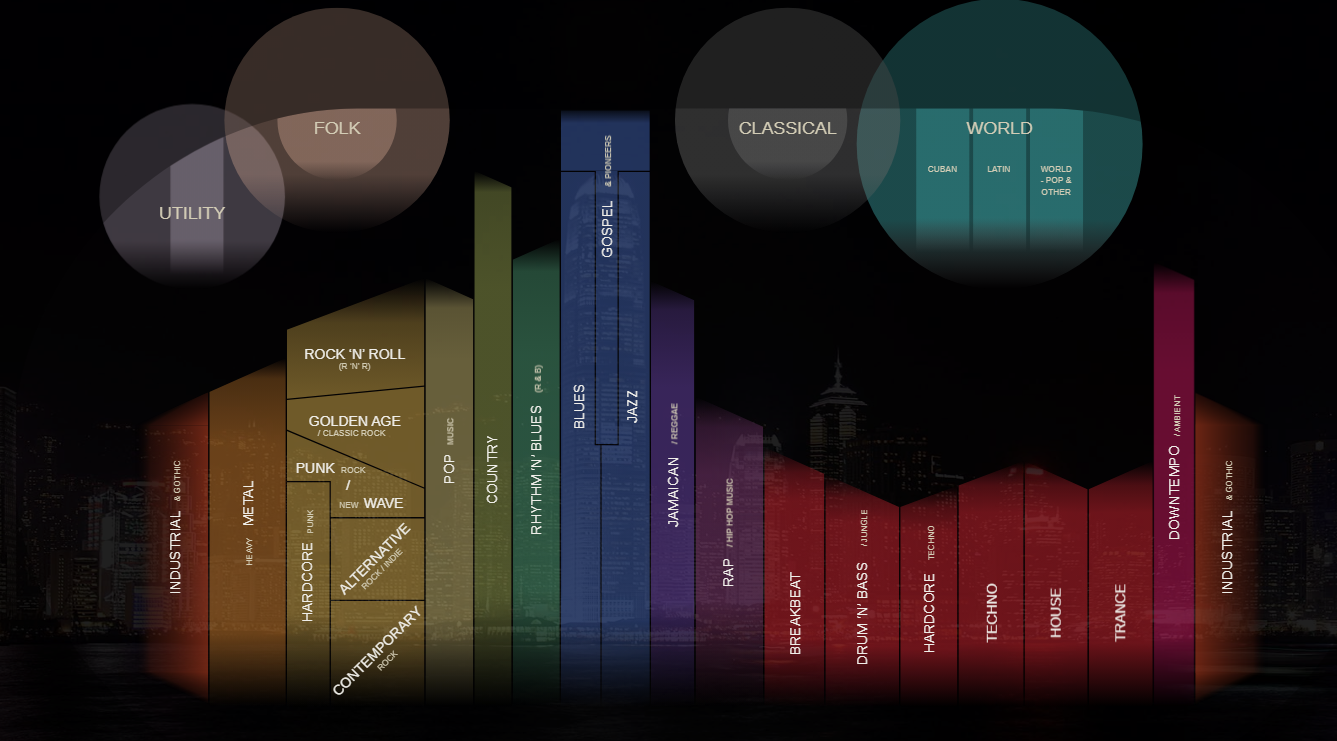 FOLK
CLASSICAL
WORLD
CUBAN
LATIN
WORLD
- POP &
OTHER
UTILITY
INDUSTRIAL & GOTHIC
HEAVY METAL
ROCK 'N' ROLL
(R 'N' R)
GOLDEN AGE
/ CLASSIC ROCK
PUNK ROCK
/
NEW WAVE
HARDCORE PUNK
ALTERNATIVE
ROCK / INDIE
CONTEMPORARY
ROCK
POP MUSIC
COUNTRY
RHYTHM 'N' BLUES (R & B)
BLUES
GOSPEL & PIONEERS
JAZZ
JAMAICAN / REGGAE
RAP / HIP HOP MUSIC
BREAKBEAT
DRUM 'N' BASS / JUNGLE
HARDCORE TECHNO
TECHNO
HOUSE
TRANCE
DOWNTEMPO / AMBIENT
INDUSTRIAL & GOTHIC